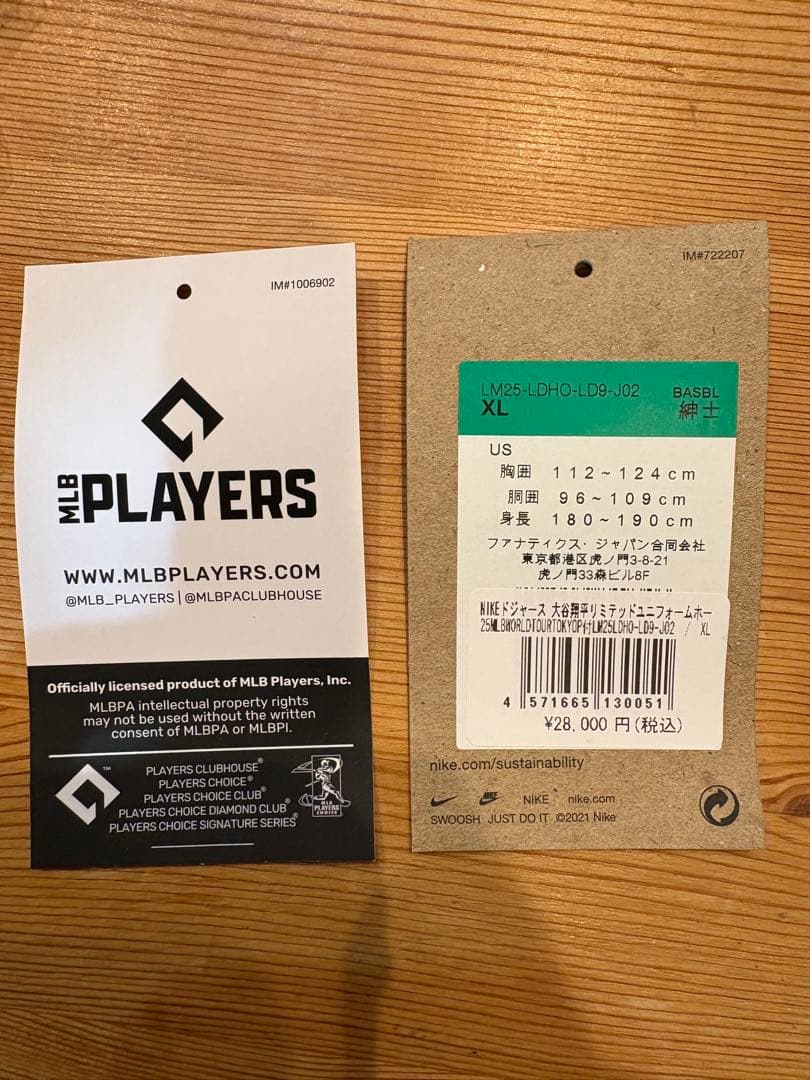 IM#1006902
MLB PLAYERS
WWW.MLBPLAYERS.COM
@MLB_PLAYERS | @MLBPACLUBHOUSE
Officially licensed product of MLB Players, Inc.
MLBPA intellectual property rights
may not be used without the written
consent of MLBPA or MLBPI.
TM
PLAYERS CLUBHOUSE®
PLAYERS CHOICE®
PLAYERS CHOICE CLUB®
PLAYERS CHOICE DIAMOND CLUB®
PLAYERS CHOICE SIGNATURE SERIES®
MLB
PLAYERS
CHOICE
IM#722207
LM25-LDHO-LD9-J02 BASBL
XL 紳士
US
胸囲 112~124cm
胴囲 96~109cm
身長 180~190cm
ファナティクス・ジャパン合同会社
東京都港区虎ノ門3-8-21
虎ノ門33森ビル8F
NIKEドジャース 大谷翔平リミテッドユニフォームホー
25MLBWORLDTOURTOKYOP付LM25LDHO-LD9-J02 / XL
4 571665 130051
¥28,000 円(税込)
nike.com/sustainability
NIKE nike.com
SWOOSH JUST DO IT ©2021 Nike